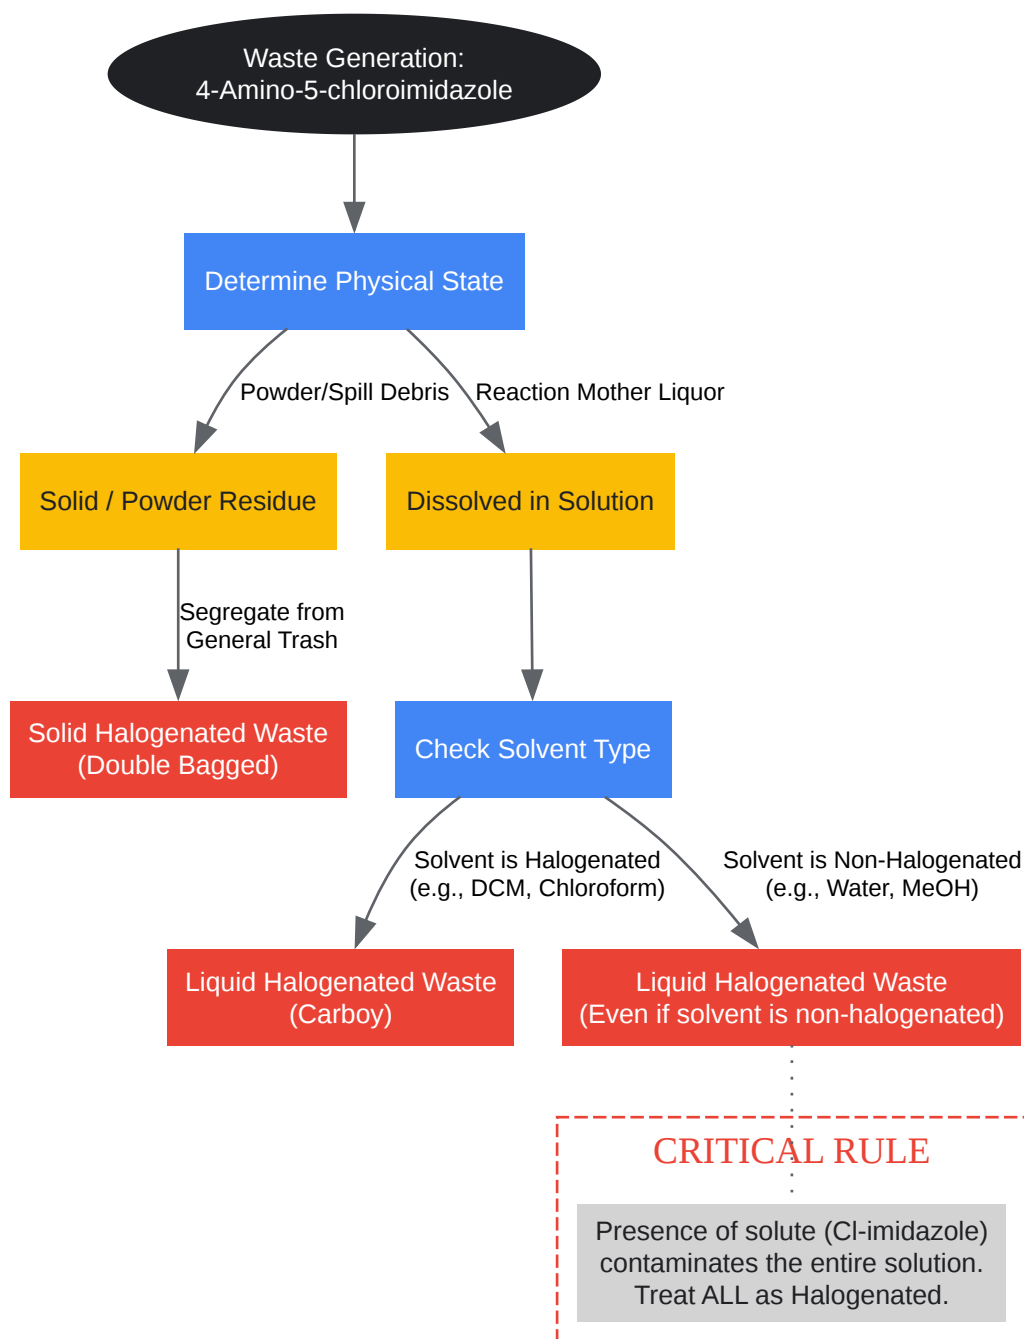 Waste Generation:
4-Amino-5-chloroimidazole
Determine Physical State
Powder/Spill Debris
Reaction Mother Liquor
Solid / Powder Residue
Dissolved in Solution
Segregate from
General Trash
Solid Halogenated Waste
(Double Bagged)
Check Solvent Type
Solvent is Halogenated
(e.g., DCM, Chloroform)
Solvent is Non-Halogenated
(e.g., Water, MeOH)
Liquid Halogenated Waste
(Carboy)
Liquid Halogenated Waste
(Even if solvent is non-halogenated)
CRITICAL RULE
Presence of solute (Cl-imidazole)
contaminates the entire solution.
Treat ALL as Halogenated.